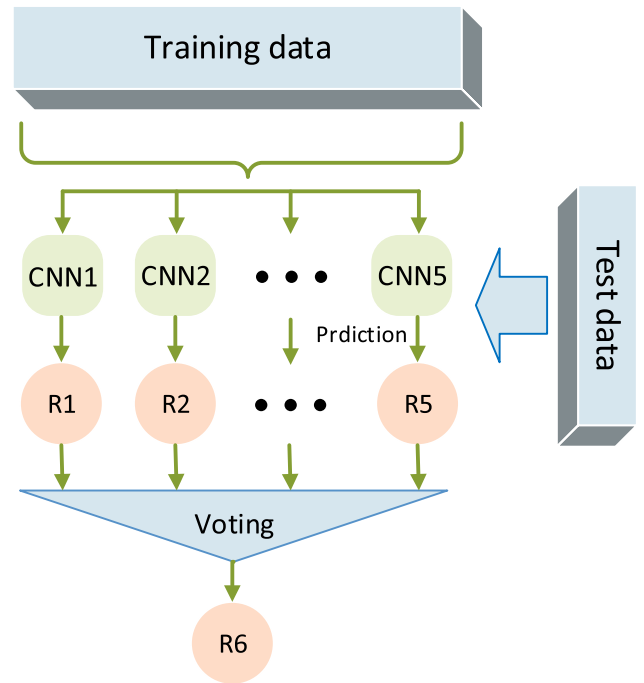 Training data
CNN1
CNN2
• • •
CNN5
Test data
Prdiction
R1
R2
• • •
R5
Voting
R6